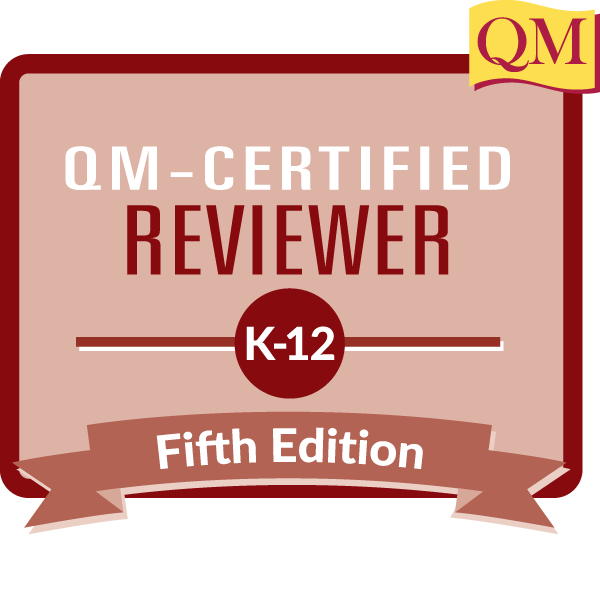 QM
QM-CERTIFIED
REVIEWER
K-12
Fifth Edition